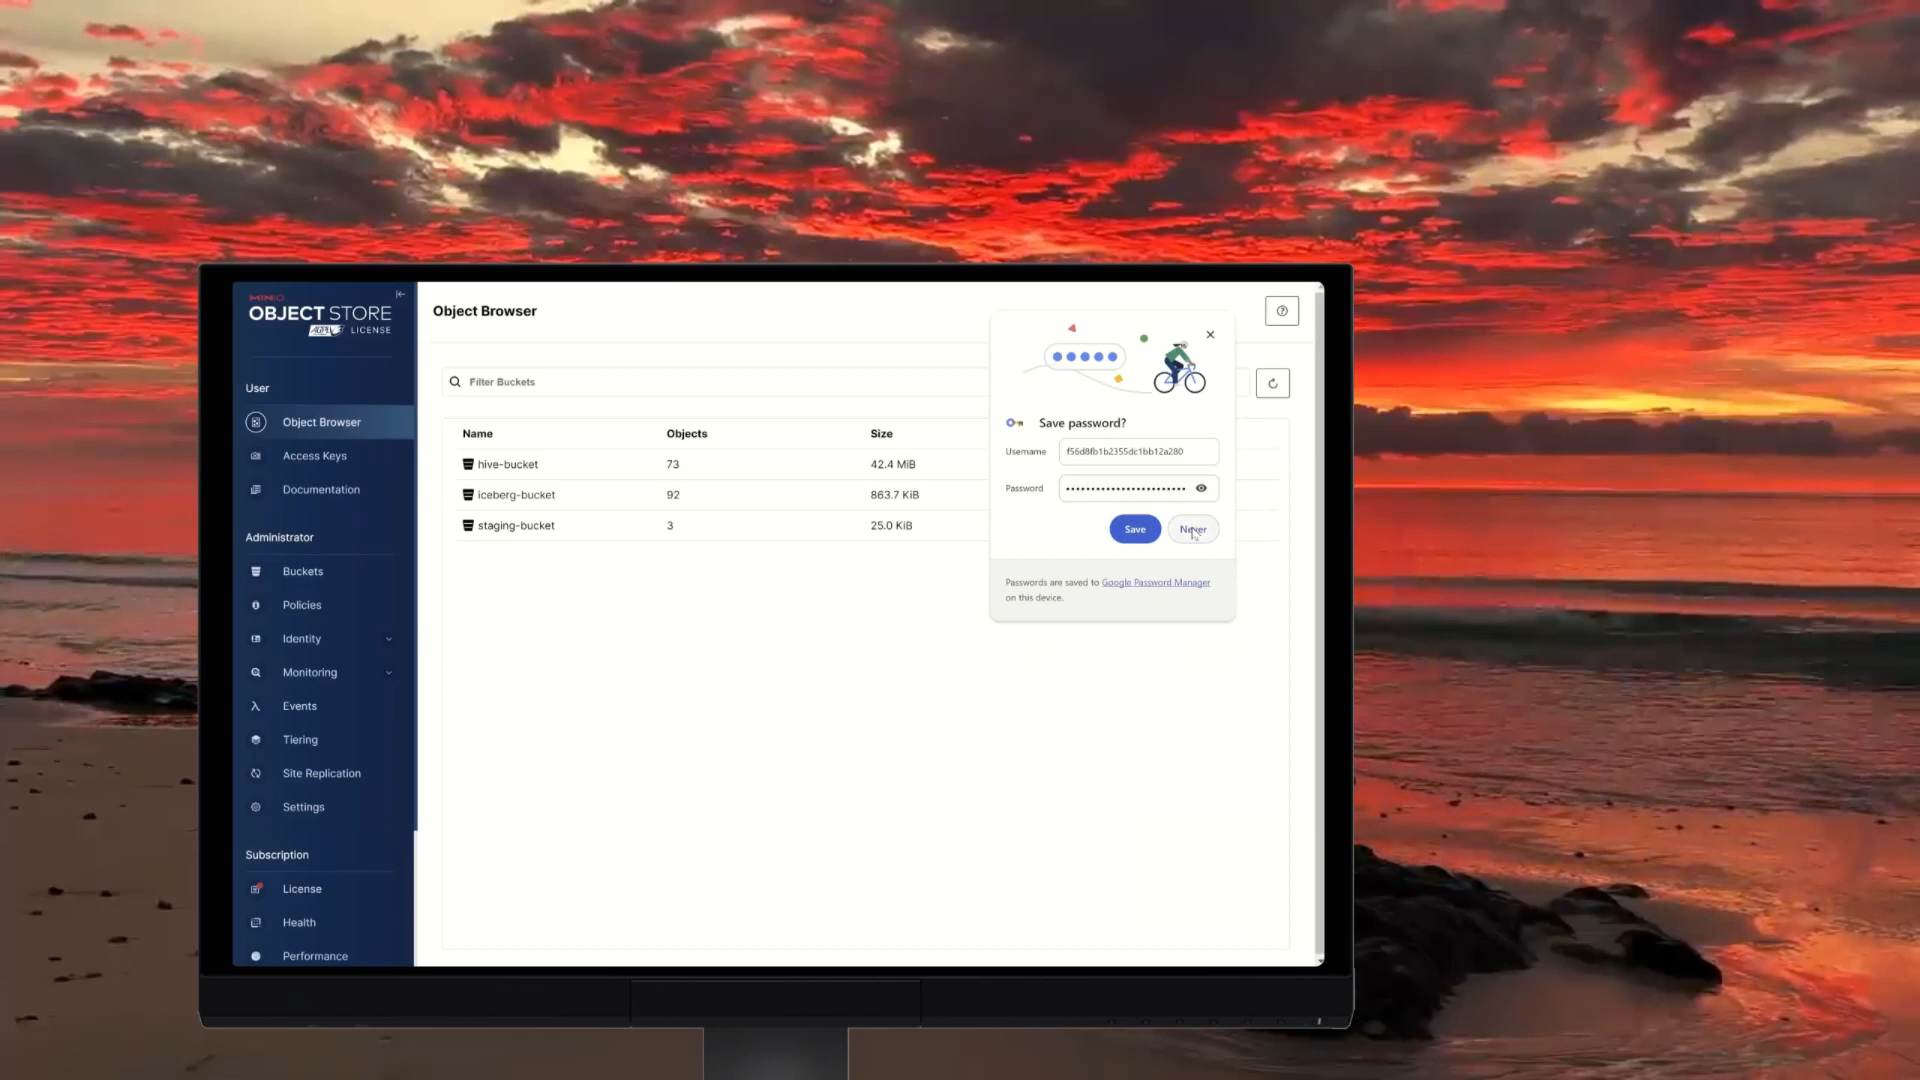 MINIO
OBJECT STORE
AGPL LICENSE
User
Object Browser
Access Keys
Documentation
Administrator
Buckets
Policies
Identity
Monitoring
Events
Tiering
Site Replication
Settings
Subscription
License
Health
Performance
Object Browser
Filter Buckets
Name Objects Size
hive-bucket 73 42.4 MiB
iceberg-bucket 92 863.7 KiB
staging-bucket 3 25.0 KiB
Save password?
Username f56d8fb1b2355dc1bb12a280
Password
Save Never
Passwords are saved to Google Password Manager
on this device.